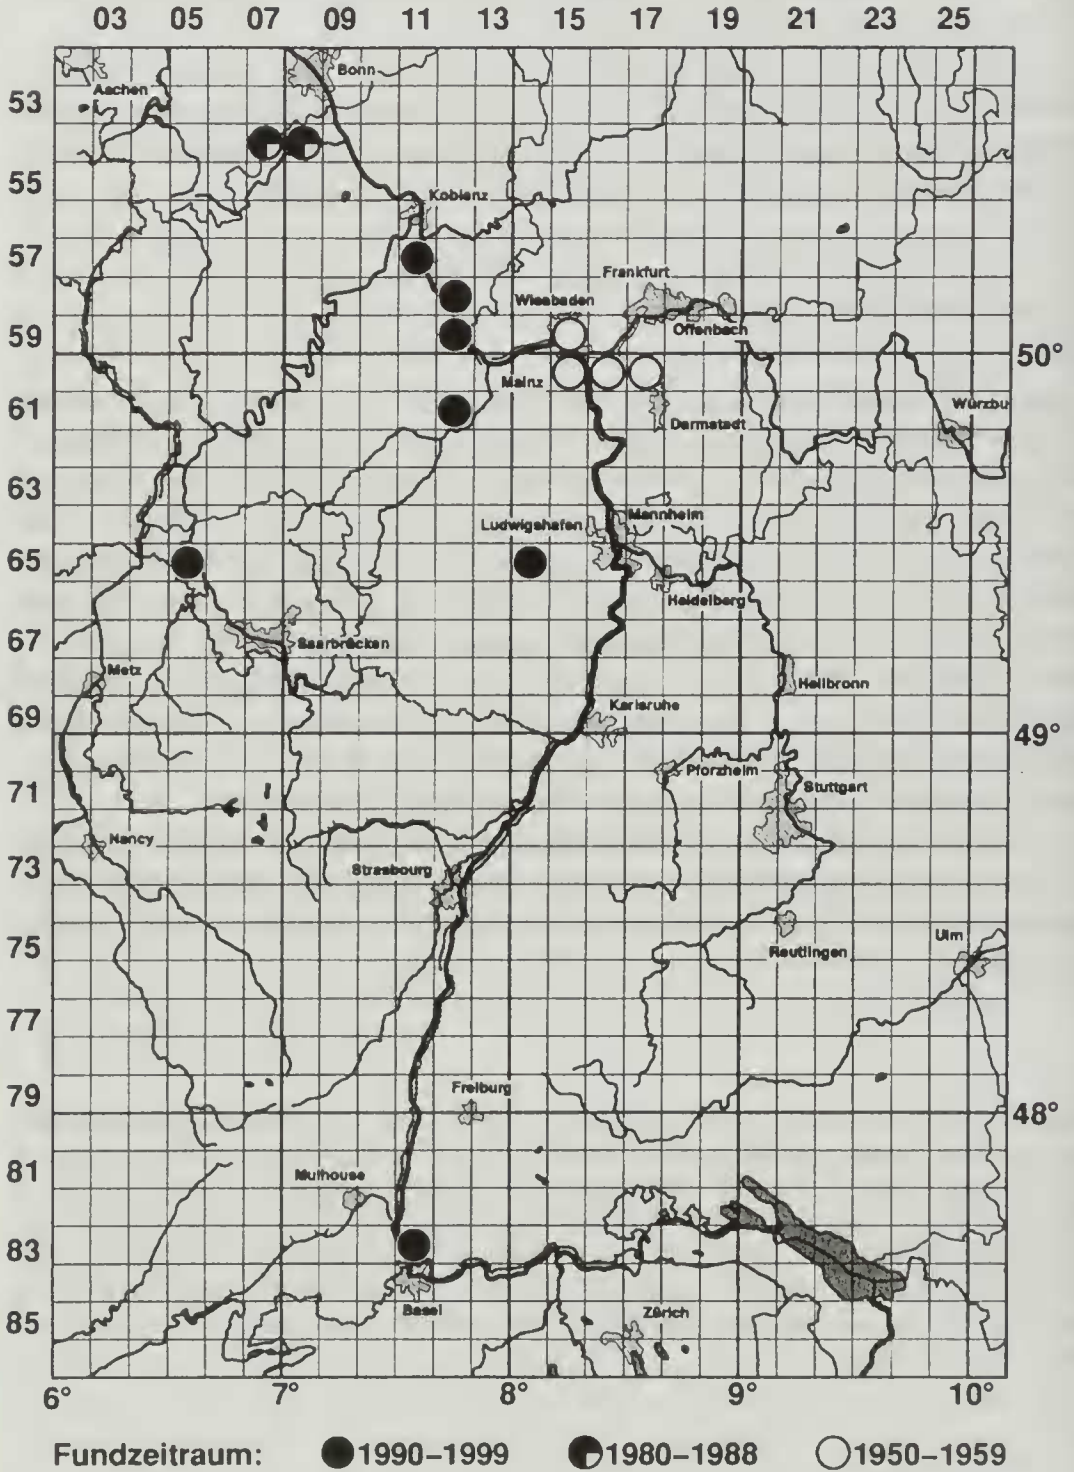 03 05 07 09 11 13 15 17 19 21 23 25
Bonn
Aachen
53
55
Koblenz
57
Frankfurt
Wiesbaden
59
Offenbach
50°
Mainz
61
Würzbu
Darmstadt
63
Mannheim
Ludwigshafen
65
Heidelberg
67
Saarbrücken
Metz
Heilbronn
69
Karlsruhe
49°
Pforzheim
71
Stuttgart
Nancy
73
Strasbourg
75
Ulm
Reutlingen
77
79
Freiburg
48°
81
Mulhouse
83
Basel
Zürich
85
6° 7° 8° 9° 10°
Fundzeitraum: 1990–1999 1980–1988 1950–1959